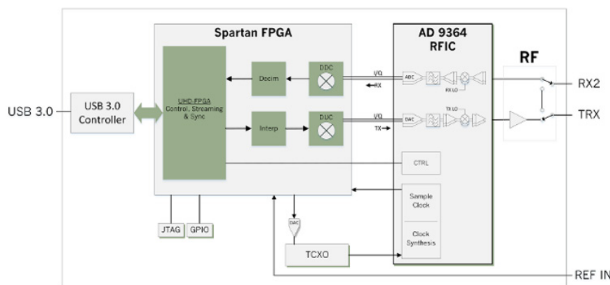 Spartan FPGA
AD 9364
RFIC
RF
UHD-FPGA
Control, Streaming
& Sync
Decim
DDC
I/Q
RX
ADC
RX LO
RX2
USB 3.0
USB 3.0
Controller
Interp
DUC
I/Q
TX
DAC
TX LO
TRX
CTRL
Sample
Clock
Clock
Synthesis
JTAG
GPIO
DAC
TCXO
REF IN